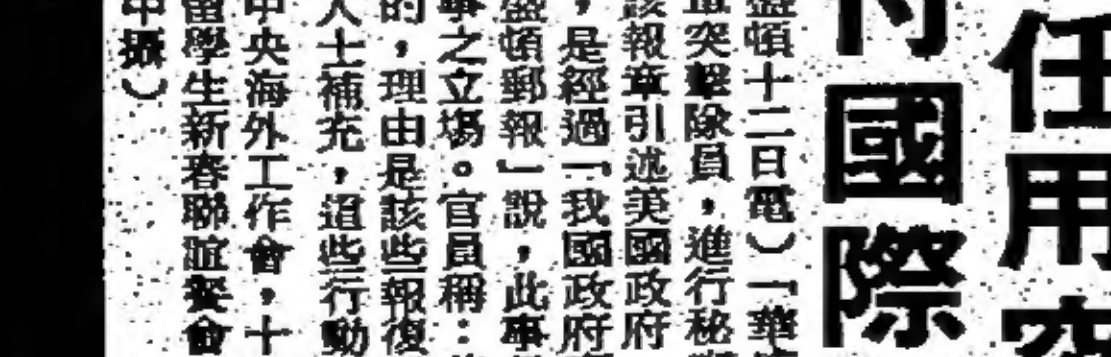 任用突
付國際
盛頓十二日電）「華
突擊隊員，進行秘
該報章引述美國政府
，是經過「我國政府
盛頓郵報」說，此事
事之立場。官員稱：
的，理由是該些報復
人士補充，這些行動
中央海外工作會，十
留學生新春聯誼餐會
中攝）